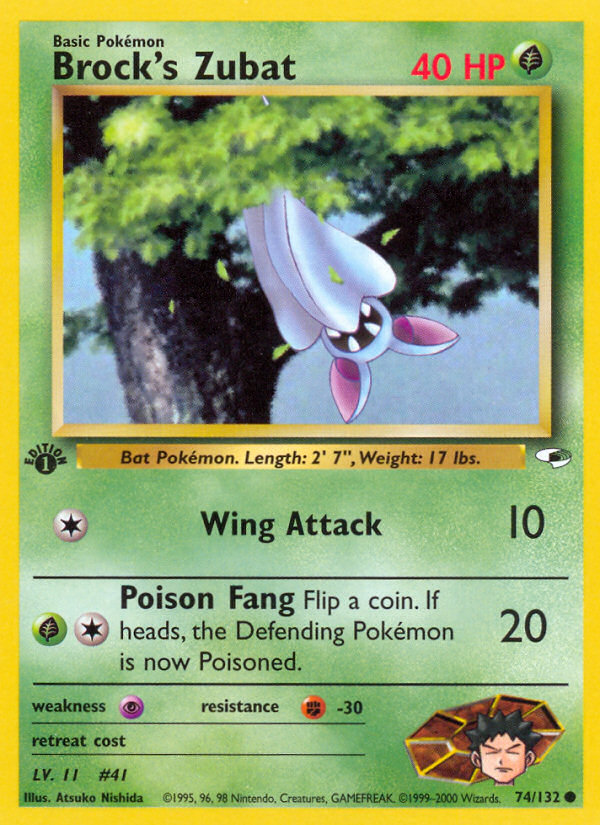 Basic Pokémon
Brock's Zubat
40 HP
EDITION
1
Bat Pokémon. Length: 2' 7", Weight: 17 lbs.
Wing Attack 10
Poison Fang Flip a coin. If
heads, the Defending Pokémon
is now Poisoned.
20
weakness resistance -30
retreat cost
LV. 11 #41
Illus. Atsuko Nishida ©1995, 96, 98 Nintendo, Creatures, GAMEFREAK. ©1999-2000 Wizards. 74/132